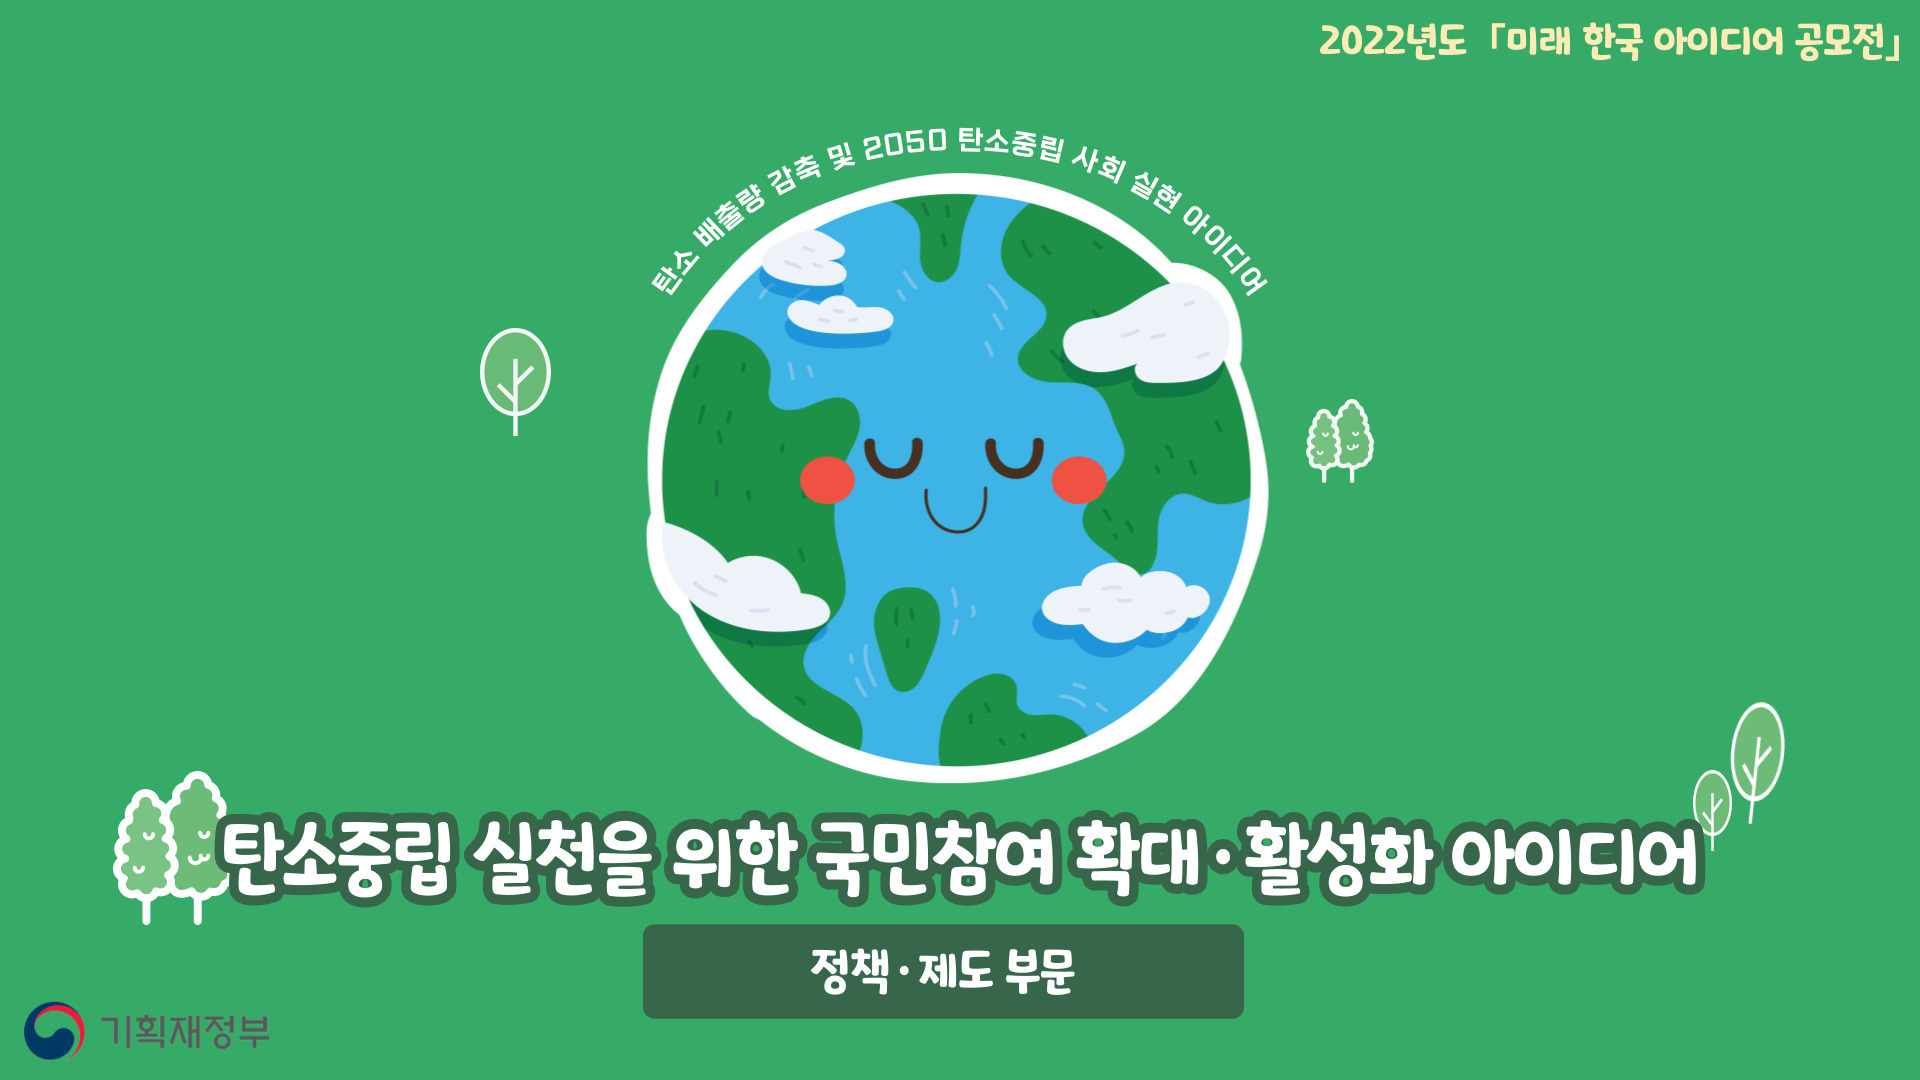 2022년도 「미래 한국 아이디어 공모전」
탄소 배출량 감축 및 2050 탄소중립 사회 실현 아이디어
탄소중립 실천을 위한 국민참여 확대·활성화 아이디어
정책·제도 부문
기획재정부